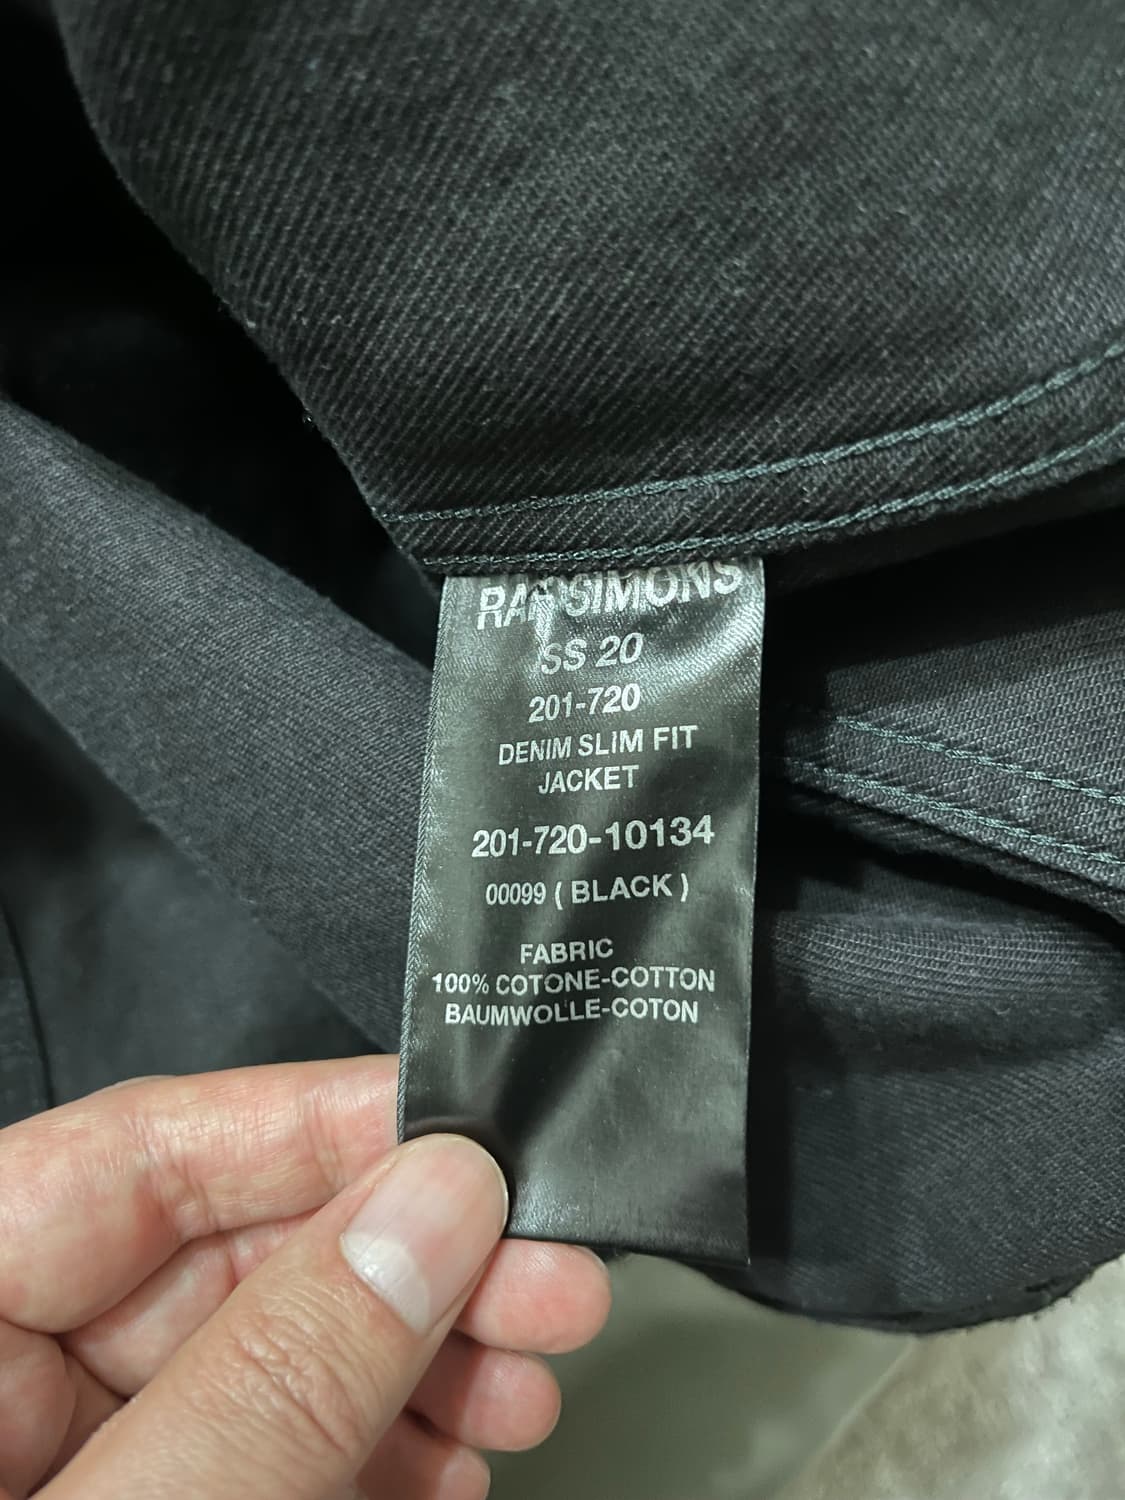 RAF SIMONS
SS 20
201-720
DENIM SLIM FIT
JACKET
201-720-10134
00099 ( BLACK )
FABRIC
100% COTONE-COTTON
BAUMWOLLE-COTON